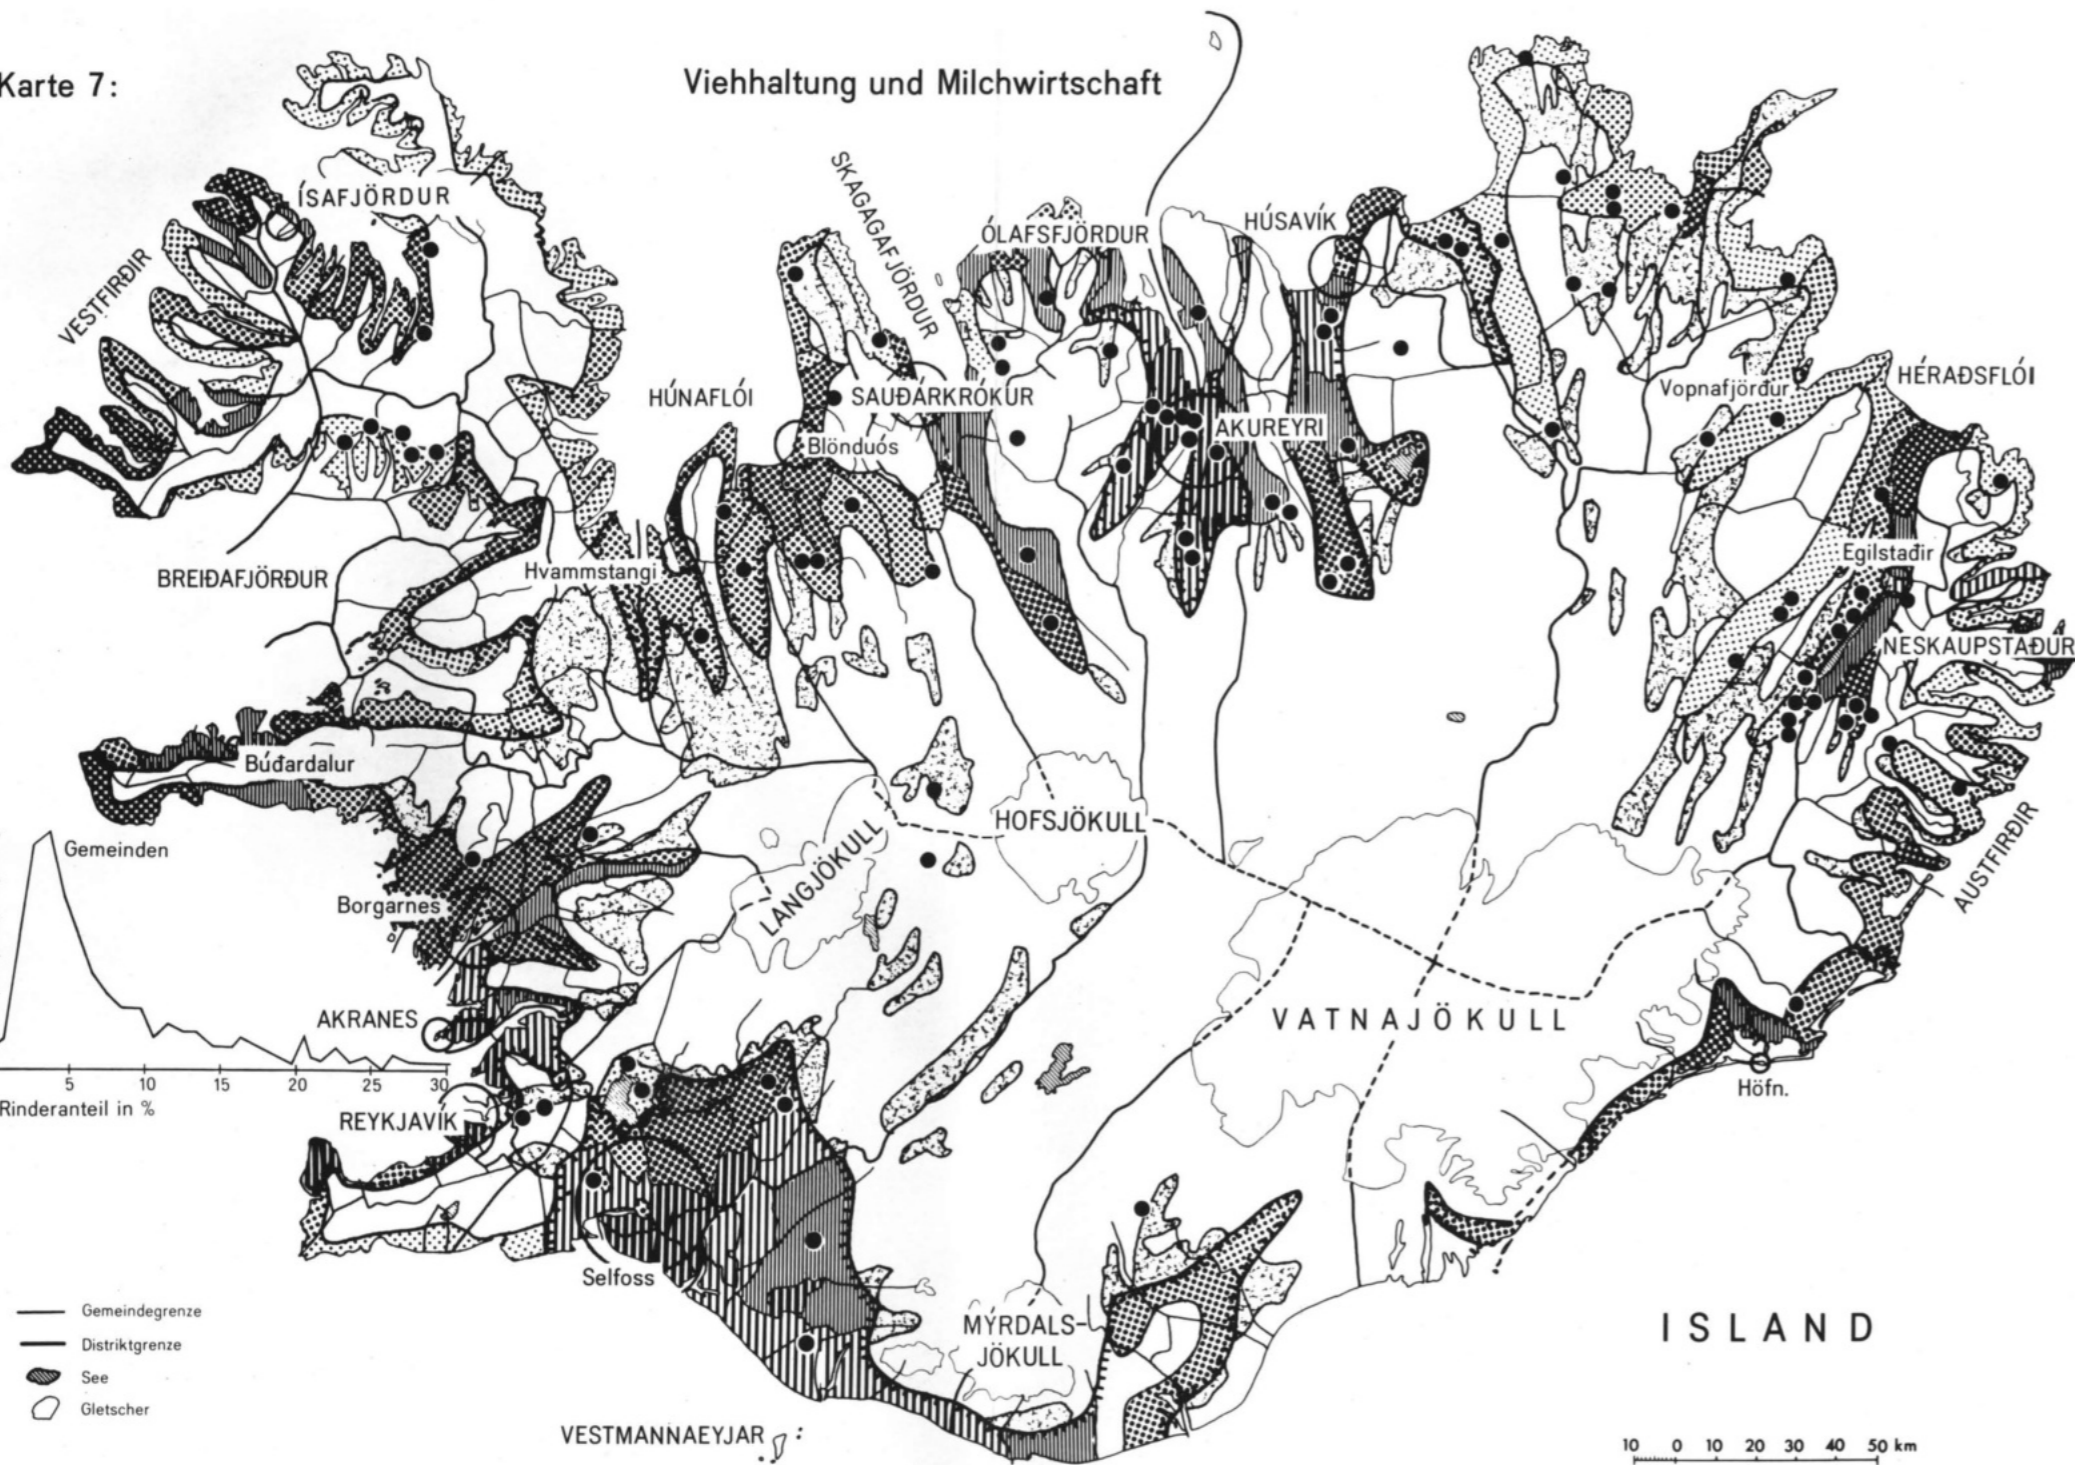 Karte 7:
Viehhaltung und Milchwirtschaft
ÍSAFJÖRDUR
VESTFIRÐIR
SKAGAFJÖRDUR
ÓLAFSFJÖRDUR
HÚSAVÍK
HÚNAFLÓI
SAUÐÁRKRÓKUR
Blönduós
AKUREYRI
Vopnafjörður
HÉRAÐSFLÓI
BREIÐAFJÖRÐUR
Hvammstangi
Egilstaðir
NESKAUPSTAÐUR
Búðardalur
HOFSJÖKULL
LANGJÖKULL
AUSTFIRÐIR
Gemeinden
Borgarnes
AKRANES
VATNAJÖKULL
5 10 15 20 25 30
Rinderanteil in %
REYKJAVÍK
Höfn.
Selfoss
Gemeindegrenze
Distriktgrenze
See
Gletscher
MÝRDALS-
JÖKULL
ISLAND
VESTMANNAEYJAR
10 0 10 20 30 40 50 km